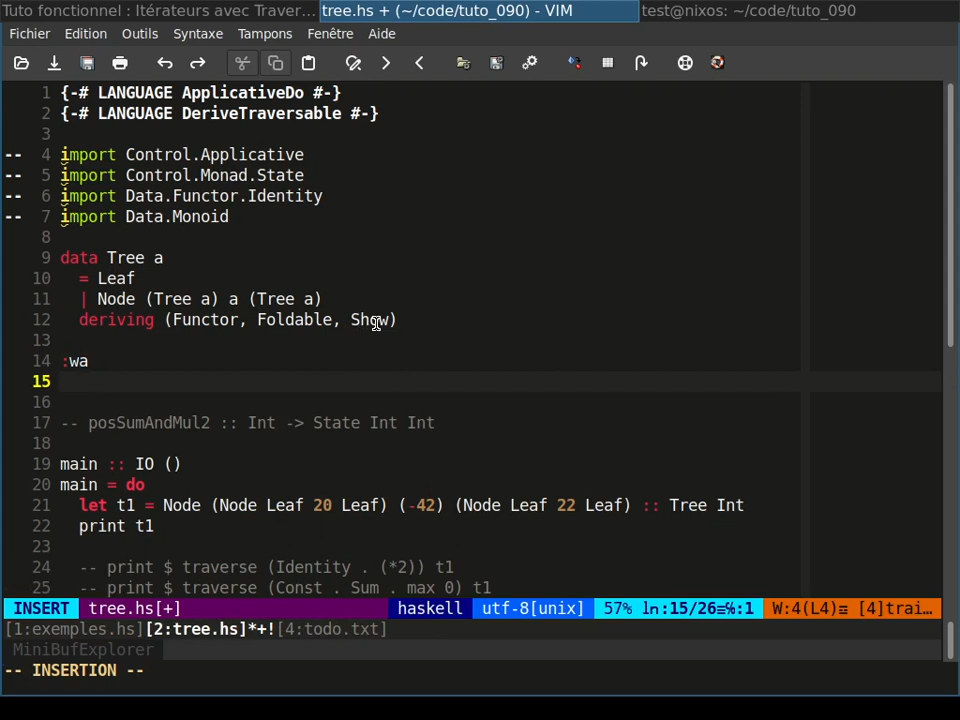 Tuto fonctionnel : Itérateurs avec Traver... tree.hs + (~/code/tuto_090) - VIM test@nixos: ~/code/tuto_090
Fichier Edition Outils Syntaxe Tampons Fenêtre Aide
1 {-# LANGUAGE ApplicativeDo #-}
2 {-# LANGUAGE DeriveTraversable #-}
3
-- 4 import Control.Applicative
-- 5 import Control.Monad.State
-- 6 import Data.Functor.Identity
-- 7 import Data.Monoid
8
9 data Tree a
10 = Leaf
11 | Node (Tree a) a (Tree a)
12 deriving (Functor, Foldable, Show)
13
14 :wa
15
16
17 -- posSumAndMul2 :: Int -> State Int Int
18
19 main :: IO ()
20 main = do
21 let t1 = Node (Node Leaf 20 Leaf) (-42) (Node Leaf 22 Leaf) :: Tree Int
22 print t1
23
24 -- print $ traverse (Identity . (*2)) t1
25 -- print $ traverse (Const . Sum . max 0) t1
INSERT tree.hs[+] haskell utf-8[unix] 57% ln:15/26≡℅:1 W:4(L4)≡ [4]trai…
[1:exemples.hs][2:tree.hs]*+![4:todo.txt]
MiniBufExplorer
-- INSERTION --